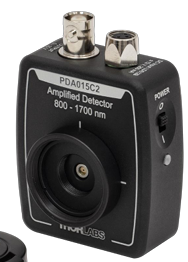 PDA015C2
Amplified Detector
800 - 1700 nm
THORLABS
POWER
I
O